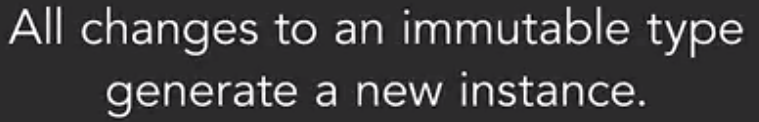 All changes to an immutable type
generate a new instance.